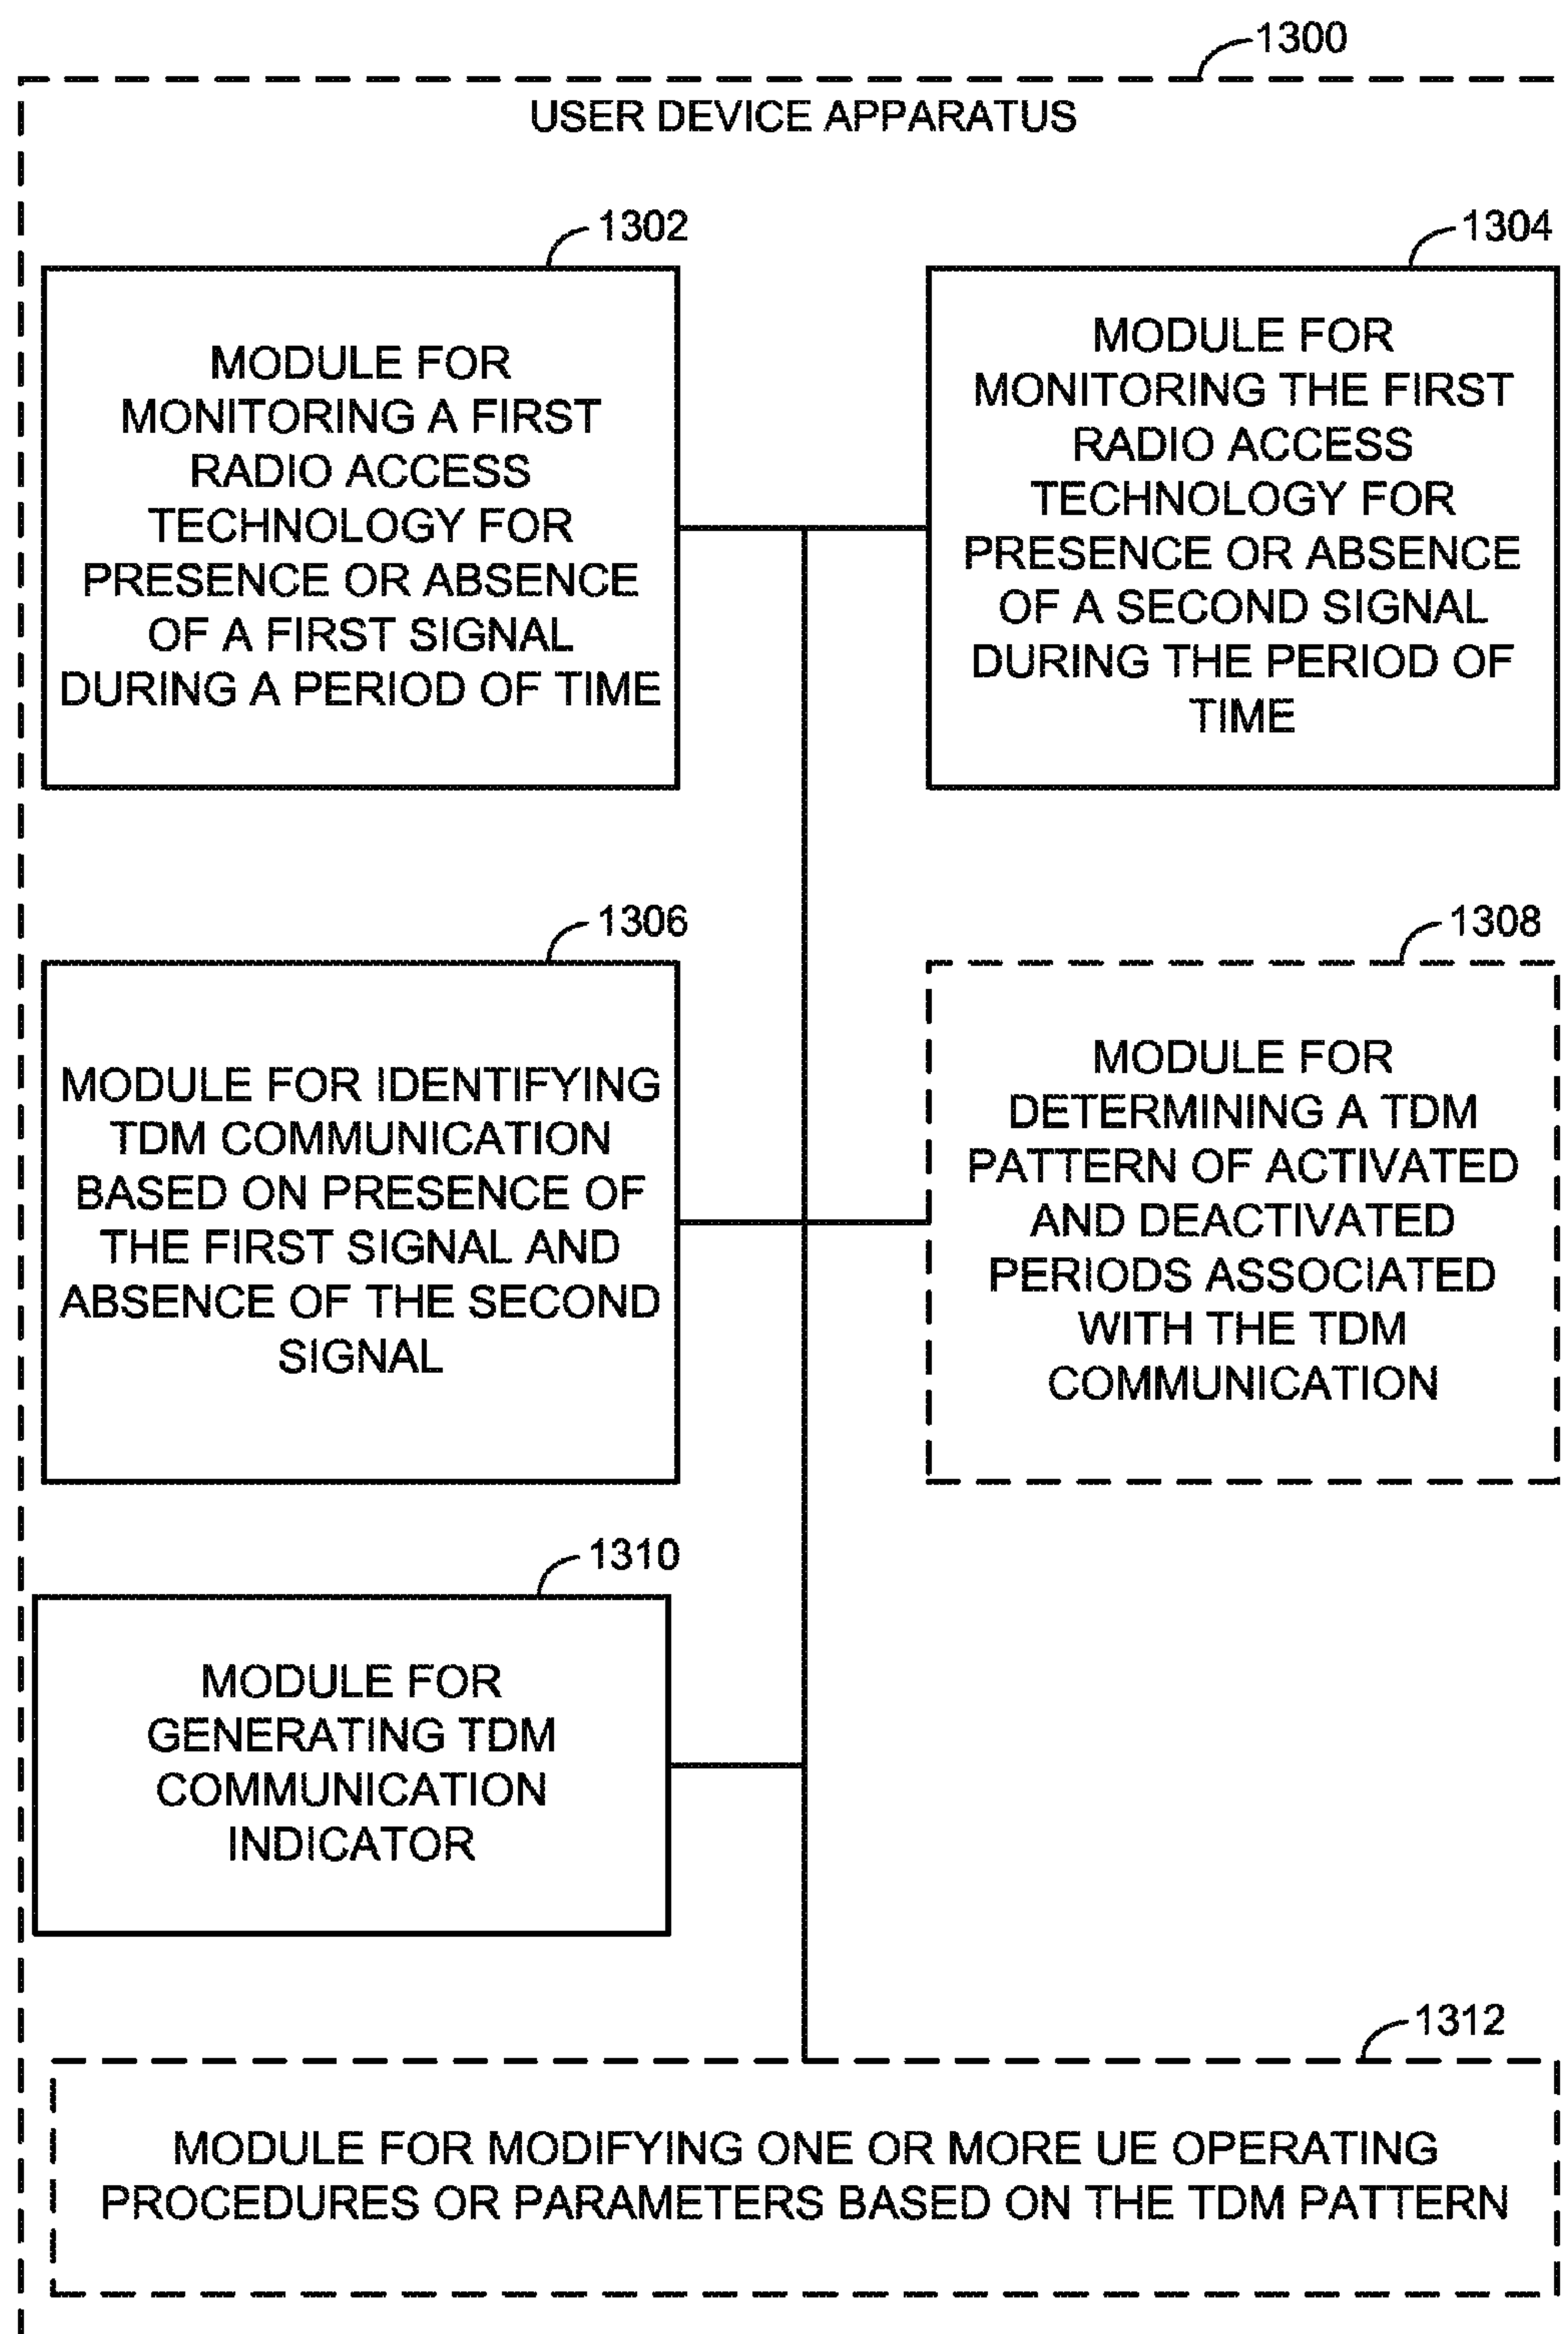 1300
USER DEVICE APPARATUS
1302
MODULE FOR
MONITORING A FIRST
RADIO ACCESS
TECHNOLOGY FOR
PRESENCE OR ABSENCE
OF A FIRST SIGNAL
DURING A PERIOD OF TIME
1304
MODULE FOR
MONITORING THE FIRST
RADIO ACCESS
TECHNOLOGY FOR
PRESENCE OR ABSENCE
OF A SECOND SIGNAL
DURING THE PERIOD OF
TIME
1306
MODULE FOR IDENTIFYING
TDM COMMUNICATION
BASED ON PRESENCE OF
THE FIRST SIGNAL AND
ABSENCE OF THE SECOND
SIGNAL
1308
MODULE FOR
DETERMINING A TDM
PATTERN OF ACTIVATED
AND DEACTIVATED
PERIODS ASSOCIATED
WITH THE TDM
COMMUNICATION
1310
MODULE FOR
GENERATING TDM
COMMUNICATION
INDICATOR
1312
MODULE FOR MODIFYING ONE OR MORE UE OPERATING
PROCEDURES OR PARAMETERS BASED ON THE TDM PATTERN